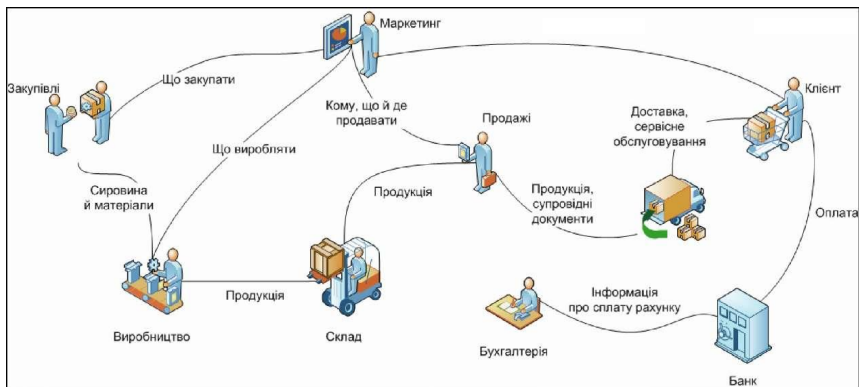 Маркетинг
Закупівлі
Що закупати
Клієнт
Кому, що й де
продавати
Продажі
Доставка,
сервісне
обслуговування
Що виробляти
Сировина
й матеріали
Продукція
Продукція,
супровідні
документи
Оплата
Продукція
Інформація
про сплату рахунку
Виробництво
Склад
Бухгалтерія
Банк